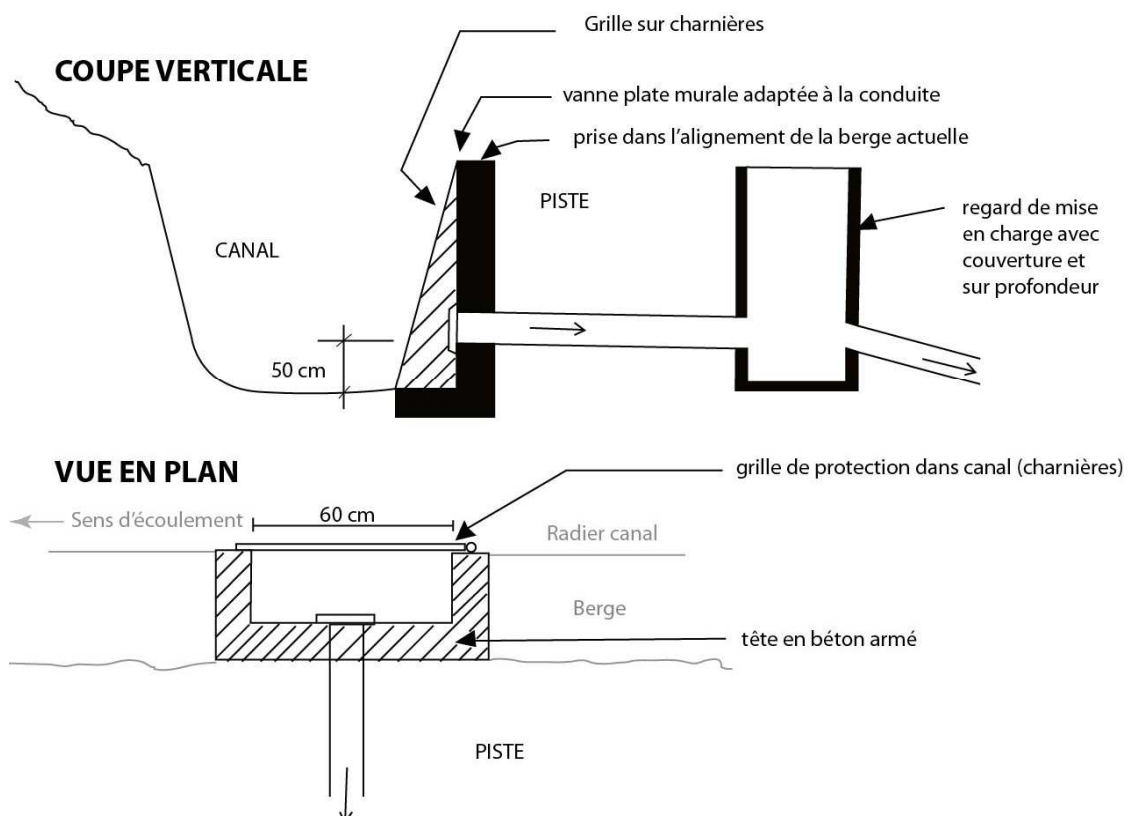 Grille sur charnières
COUPE VERTICALE
vanne plate murale adaptée à la conduite
prise dans l'alignement de la berge actuelle
PISTE
regard de mise
en charge avec
couverture et
sur profondeur
CANAL
50 cm
VUE EN PLAN
grille de protection dans canal (charnières)
Sens d'écoulement
60 cm
Radier canal
Berge
tête en béton armé
PISTE